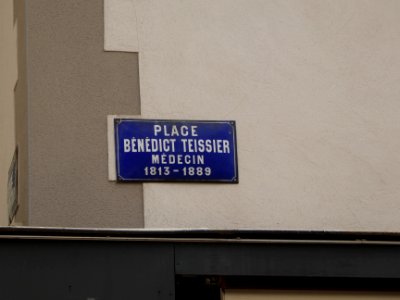 PLACE
BÉNÉDICT TEISSIER
MÉDECIN
1813-1889